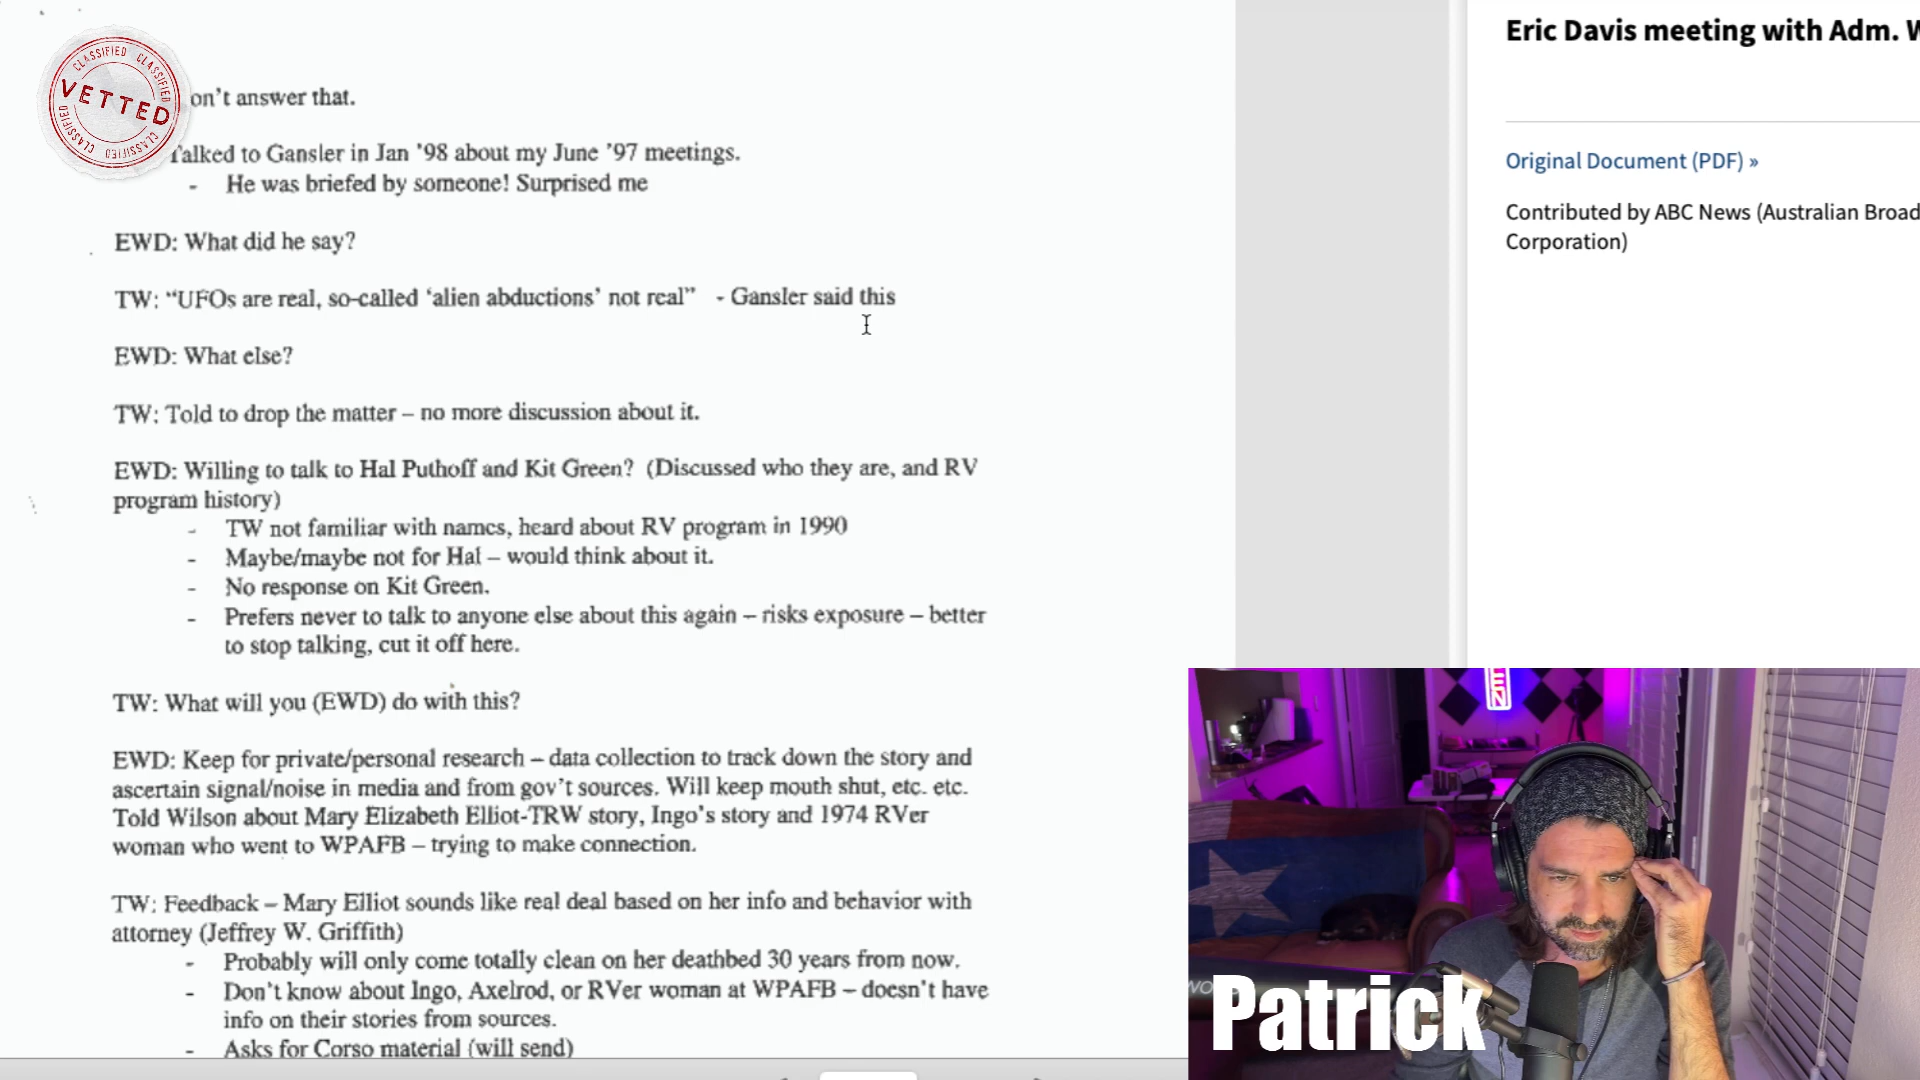 CLASSIFIED CLASSIFIED
VETTED
CLASSIFIED CLASSIFIED
on't answer that.
Talked to Gansler in Jan '98 about my June '97 meetings.
- He was briefed by someone! Surprised me
EWD: What did he say?
TW: “UFOs are real, so-called ‘alien abductions’ not real” - Gansler said this
EWD: What else?
TW: Told to drop the matter – no more discussion about it.
EWD: Willing to talk to Hal Puthoff and Kit Green? (Discussed who they are, and RV
program history)
- TW not familiar with names, heard about RV program in 1990
- Maybe/maybe not for Hal – would think about it.
- No response on Kit Green.
- Prefers never to talk to anyone else about this again – risks exposure – better
to stop talking, cut it off here.
TW: What will you (EWD) do with this?
EWD: Keep for private/personal research – data collection to track down the story and
ascertain signal/noise in media and from gov't sources. Will keep mouth shut, etc. etc.
Told Wilson about Mary Elizabeth Elliot-TRW story, Ingo's story and 1974 RVer
woman who went to WPAFB – trying to make connection.
TW: Feedback – Mary Elliot sounds like real deal based on her info and behavior with
attorney (Jeffrey W. Griffith)
- Probably will only come totally clean on her deathbed 30 years from now.
- Don't know about Ingo, Axelrod, or RVer woman at WPAFB – doesn't have
info on their stories from sources.
- Asks for Corso material (will send)
Eric Davis meeting with Adm. W
Original Document (PDF) »
Contributed by ABC News (Australian Broad
Corporation)
Patrick